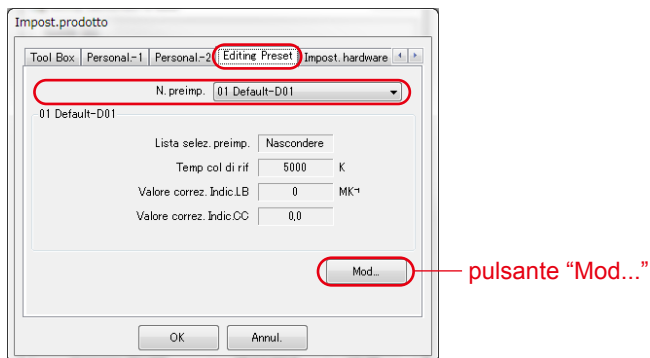 Impost.prodotto
Tool Box Personal.-1 Personal.-2 Editing Preset Impost. hardware
N. preimp. 01 Default-D01
01 Default-D01
Lista selez. preimp. Nascondere
Temp col di rif 5000 K
Valore correz. Indic.LB 0 MK⁻¹
Valore correz. Indic.CC 0,0
Mod...
pulsante “Mod...”
OK Annul.